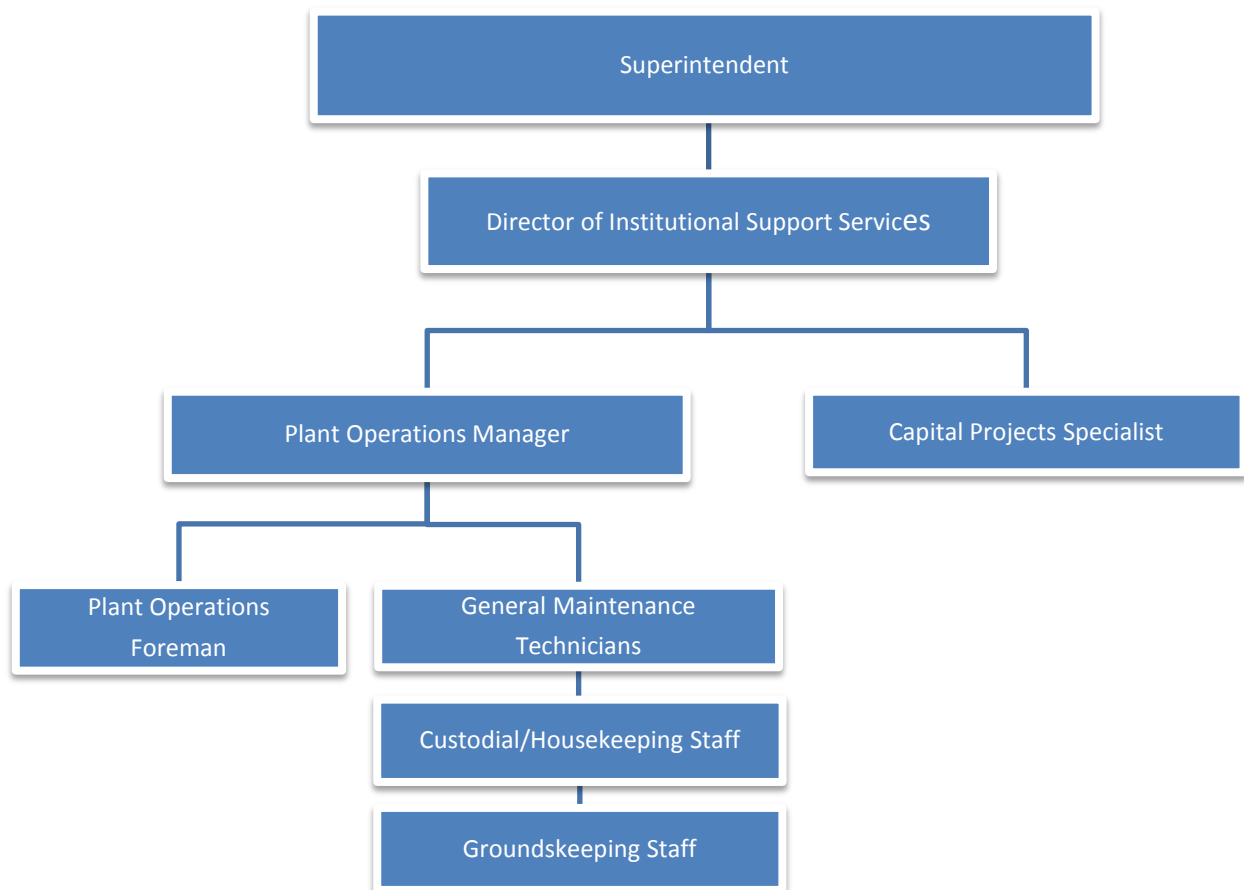 Superintendent
Director of Institutional Support Services
Plant Operations Manager
Capital Projects Specialist
Plant Operations
Foreman
General Maintenance
Technicians
Custodial/Housekeeping Staff
Groundskeeping Staff